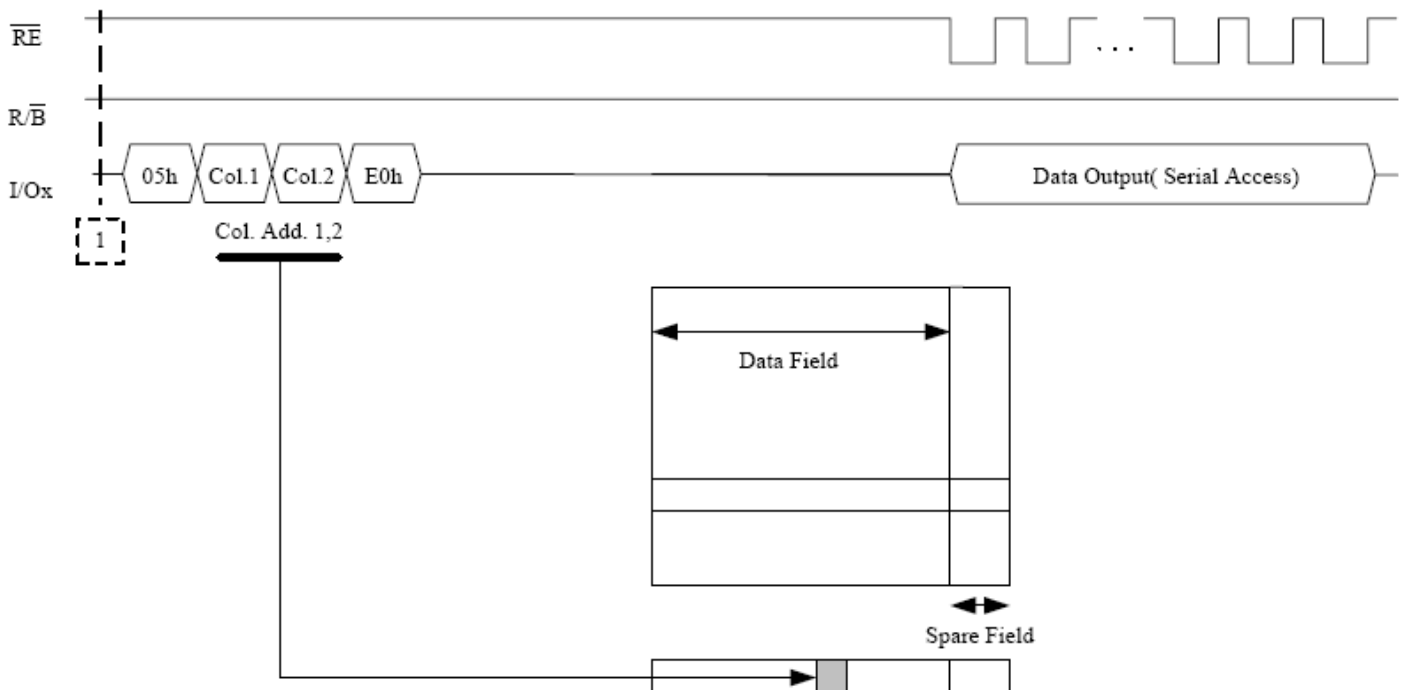 R̅E̅
R/B̅
I/Ox
05h Col.1 Col.2 E0h
Data Output( Serial Access)
1
Col. Add. 1,2
Data Field
Spare Field
. . .